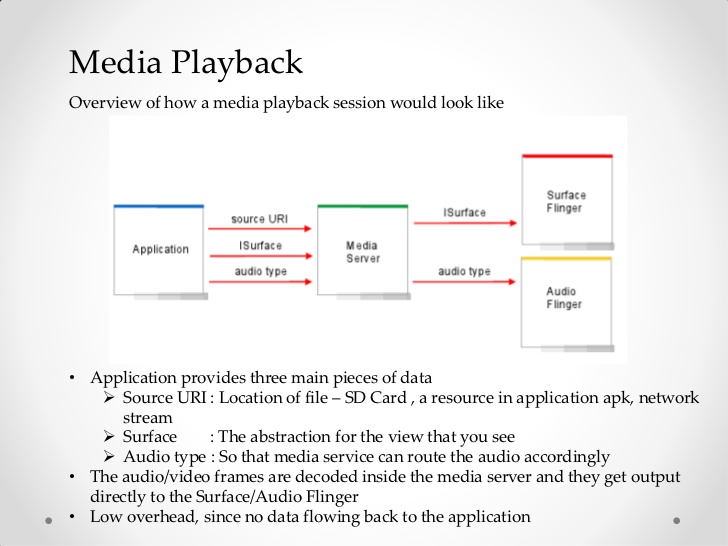 Media Playback
Overview of how a media playback session would look like
Surface
Flinger
ISurface
source URI
Application
ISurface
Media
Server
audio type
audio type
Audio
Flinger
• Application provides three main pieces of data
➢ Source URI : Location of file – SD Card , a resource in application apk, network
stream
➢ Surface : The abstraction for the view that you see
➢ Audio type : So that media service can route the audio accordingly
• The audio/video frames are decoded inside the media server and they get output
directly to the Surface/Audio Flinger
• Low overhead, since no data flowing back to the application